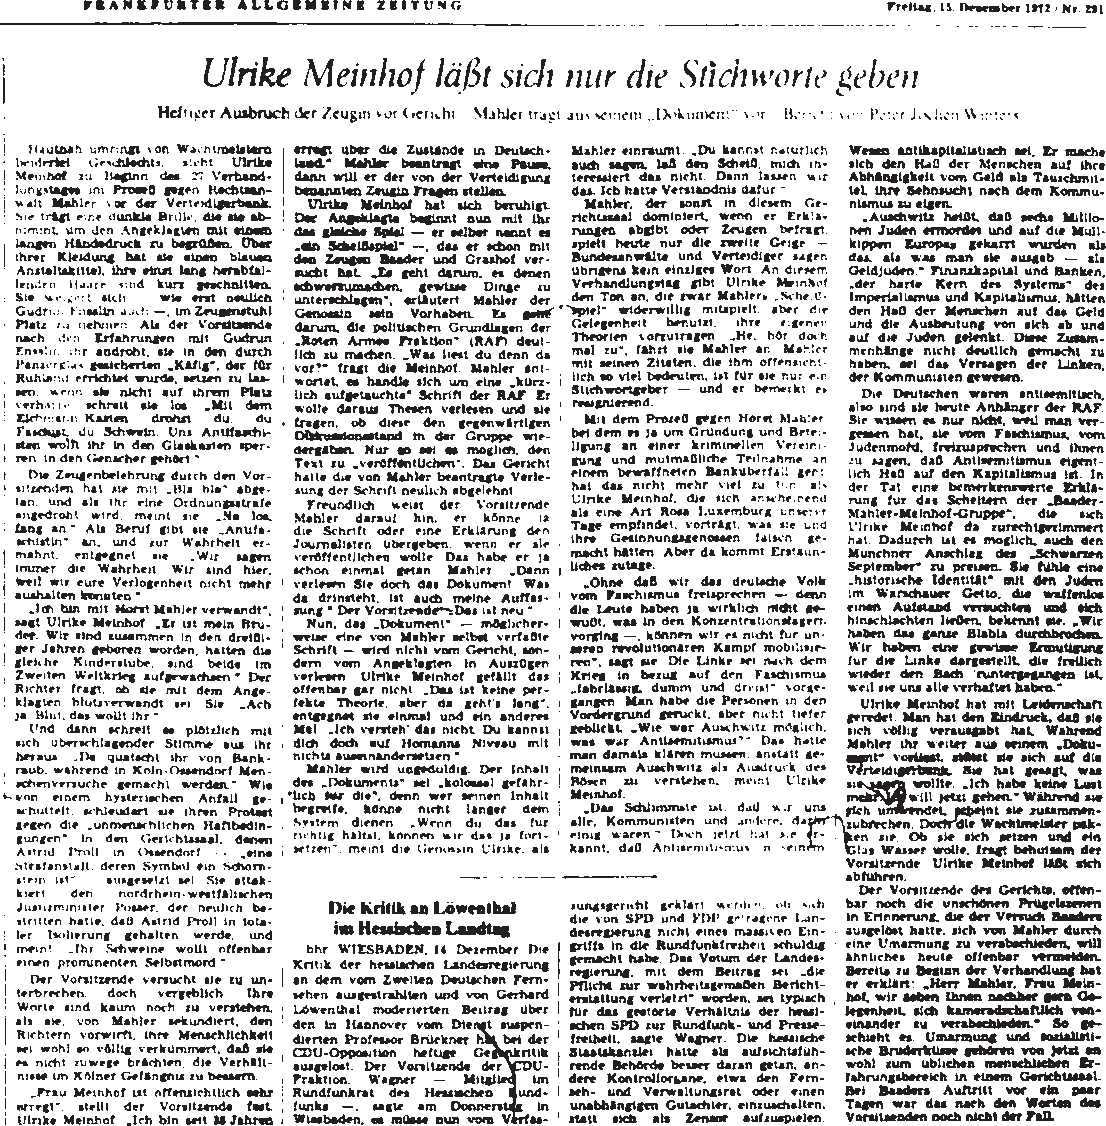 FRANKFURTER ALLGEMEINE ZEITUNG
Freitag, 15. Dezember 1972 / Nr. 291
Ulrike Meinhof läßt sich nur die Stichworte geben
Heftiger Ausbruch der Zeugin vor Gericht / Mahler trägt aus seinem „Dokument“ vor / Bericht von Peter Jochen Winters
Hautnah umringt von Wachtmeistern
beiderlei Geschlechts, steht Ulrike
Meinhof zu Beginn des 27. Verhand-
lungstages im Prozeß gegen Rechtsan-
walt Mahler vor der Verteidigerbank.
Sie trägt eine dunkle Brille, die sie ab-
nimmt, um den Angeklagten mit einem
langen Händedruck zu begrüßen. Über
ihrer Kleidung hat sie einen blauen
Anstaltskittel, ihre einst lang herabfal-
lenden Haare sind kurz geschnitten.
Sie weigert sich — wie erst neulich
Gudrun Ensslin auch —, im Zeugenstuhl
Platz zu nehmen. Als der Vorsitzende
nach den Erfahrungen mit Gudrun
Ensslin, ihr androht, sie in den durch
Panzerglas gesicherten „Käfig“, der für
Ruhland errichtet wurde, setzen zu las-
sen, wenn sie nicht auf ihrem Platz
verharre, schreit sie los: „Mit dem
Eichmann-Kasten drohst du, du
Faschist, du Schwein. Uns Antifaschi-
sten wollt ihr in den Glaskasten sper-
ren, in den Genscher gehört.“
Die Zeugenbelehrung durch den Vor-
sitzenden hat sie mit „Bla bla“ abge-
tan, und als ihr eine Ordnungsstrafe
angedroht wird, meint sie „Na los,
fang an.“ Als Beruf gibt sie „Antifa-
schistin“ an, und zur Wahrheit er-
mahnt, entgegnet sie „Wir sagen
immer die Wahrheit. Wir sind hier,
weil wir eure Verlogenheit nicht mehr
aushalten konnten.“
„Ich bin mit Horst Mahler verwandt“,
sagt Ulrike Meinhof. „Er ist mein Bru-
der. Wir sind zusammen in den dreißi-
ger Jahren geboren worden, hatten die
gleiche Kinderstube, sind beide im
Zweiten Weltkrieg aufgewachsen.“ Der
Richter fragt, ob sie mit dem Ange-
klagten blutsverwandt sei. Sie: „Ach
ja Blut, das wollt ihr.“
Und dann schreit es plötzlich mit
sich überschlagender Stimme aus ihr
heraus: „Da quatscht ihr von Bank-
raub, während in Köln-Ossendorf Men-
schenversuche gemacht werden.“ Wie
von einem hysterischen Anfall ge-
schüttelt, schleudert sie ihren Protest
gegen die „unmenschlichen Haftbedin-
gungen“ in den Gerichtssaal, denen
Astrid Proll in Ossendorf — „eine
Strafanstalt, deren Symbol ein Schorn-
stein ist“ — ausgesetzt sei. Sie attak-
kiert den nordrhein-westfälischen
Justizminister Posser, der neulich be-
stritten hatte, daß Astrid Proll in tota-
ler Isolierung gehalten werde, und
meint: „Ihr Schweine wollt offenbar
einen prominenten Selbstmord.“
Der Vorsitzende versucht sie zu un-
terbrechen, doch vergeblich. Ihre
Worte sind kaum noch zu verstehen,
als sie, von Mahler sekundiert, den
Richtern vorwirft, ihre Menschlichkeit
sei wohl so völlig verkümmert, daß sie
es nicht zuwege brächten, die Verhält-
nisse im Kölner Gefängnis zu bessern.
„Frau Meinhof ist offensichtlich sehr
erregt“, stellt der Vorsitzende fest.
Ulrike Meinhof: „Ich bin seit 38 Jahren
erregt über die Zustände in Deutsch-
land.“ Mahler beantragt eine Pause,
dann will er der von der Verteidigung
benannten Zeugin Fragen stellen.
Ulrike Meinhof hat sich beruhigt.
Der Angeklagte beginnt nun mit ihr
das gleiche Spiel — er selber nennt es
„ein Scheißspiel“ —, das er schon mit
den Zeugen Baader und Grashof ver-
sucht hat. „Es geht darum, es denen
schwerzumachen, gewisse Dinge zu
unterschlagen“, erläutert Mahler der
Genossin sein Vorhaben. Es geht
darum, die politischen Grundlagen der
„Roten Armee Fraktion“ (RAF) deut-
lich zu machen. „Was liest du denn da
vor?“ fragt die Meinhof. Mahler ant-
wortet, es handle sich um eine „kürz-
lich aufgetauchte“ Schrift der RAF. Er
wolle daraus Thesen verlesen und sie
fragen, ob diese den gegenwärtigen
Diskussionsstand in der Gruppe wie-
dergäben. Nur so sei es möglich, den
Text zu „veröffentlichen“. Das Gericht
hatte die von Mahler beantragte Verle-
sung der Schrift neulich abgelehnt.
Freundlich weist der Vorsitzende
Mahler darauf hin, er könne ja
die Schrift oder eine Erklärung den
Journalisten übergeben, wenn er sie
veröffentlichen wolle. Das habe er ja
schon einmal getan. Mahler: „Dann
verlesen Sie doch das Dokument. Was
da drinsteht, ist auch meine Auffas-
sung.“ Der Vorsitzende: „Das ist neu.“
Nun, das „Dokument“ — möglicher-
weise eine von Mahler selbst verfaßte
Schrift — wird nicht vom Gericht, son-
dern vom Angeklagten in Auszügen
verlesen. Ulrike Meinhof gefällt das
offenbar gar nicht. „Das ist keine per-
fekte Theorie, aber da geht's lang“,
entgegnet sie einmal und ein anderes
Mal: „Ich versteh' das nicht. Du kannst
dich doch auf Homanns Niveau mit
nichts auseinandersetzen.“
Mahler wird ungeduldig. Der Inhalt
des „Dokuments“ sei „kolossal gefähr-
lich für die“, denn wer seinen Inhalt
begreife, könne nicht länger dem
System dienen. „Wenn du das für
richtig hältst, können wir das ja fort-
setzen“, meint die Genossin Ulrike, als
Mahler einräumt: „Du kannst natürlich
auch sagen, laß den Scheiß, mich in-
teressiert das nicht. Dann lassen wir
das. Ich hätte Verständnis dafür.“
Mahler, der sonst in diesem Ge-
richtssaal dominiert, wenn er Erklä-
rungen abgibt oder Zeugen befragt,
spielt heute nur die zweite Geige —
Bundesanwälte und Verteidiger sagen
übrigens kein einziges Wort. An diesem
Verhandlungstag gibt Ulrike Meinhof
den Ton an, die zwar Mahlers „Scheiß-
spiel“ widerwillig mitspielt, aber die
Gelegenheit benutzt, ihre eigenen
Theorien vorzutragen. „He, hör doch
mal zu“, fährt sie Mahler an. Mahler
mit seinen Zitaten, die ihm offensicht-
lich so viel bedeuten, ist für sie nur ein
Stichwortgeber — und er bemerkt es
resignierend.
Mit dem Prozeß gegen Horst Mahler,
bei dem es ja um Gründung und Betei-
ligung an einer kriminellen Vereini-
gung und mutmaßliche Teilnahme an
einem bewaffneten Banküberfall geht,
hat das nicht mehr viel zu tun, als
Ulrike Meinhof, die sich anscheinend
als eine Art Rosa Luxemburg unserer
Tage empfindet, vorträgt, was sie und
ihre Gesinnungsgenossen falsch ge-
macht hätten. Aber da kommt Erstaun-
liches zutage.
„Ohne daß wir das deutsche Volk
vom Faschismus freisprechen — denn
die Leute haben ja wirklich nicht ge-
wußt, was in den Konzentrationslagern
vorging —, können wir es nicht für un-
seren revolutionären Kampf mobilisie-
ren“, sagt sie. Die Linke sei nach dem
Krieg in bezug auf den Faschismus
„fahrlässig, dumm und dreist“ vorge-
gangen. Man habe die Personen in den
Vordergrund gerückt, aber nicht tiefer
geblickt. „Wie war Auschwitz möglich,
was war Antisemitismus?“ Das hätte
man damals klären müssen, anstatt ge-
meinsam Auschwitz als Ausdruck des
Bösen zu verstehen, meint Ulrike
Meinhof.
„Das Schlimmste ist, daß wir uns
alle, Kommunisten und andere, darin
einig waren.“ Doch jetzt hat sie er-
kannt, daß Antisemitismus in seinem
Wesen antikapitalistisch sei. Er mache
sich den Haß der Menschen auf ihre
Abhängigkeit vom Geld als Tauschmit-
tel, ihre Sehnsucht nach dem Kommu-
nismus zu eigen.
„Auschwitz heißt, daß sechs Millio-
nen Juden ermordet und auf die Müll-
kippen Europas gekarrt wurden als
das, als was man sie ausgab — als
Geldjuden.“ Finanzkapital und Banken,
„der harte Kern des Systems“ des
Imperialismus und Kapitalismus, hätten
den Haß der Menschen auf das Geld
und die Ausbeutung von sich ab und
auf die Juden gelenkt. Diese Zusam-
menhänge nicht deutlich gemacht zu
haben, sei das Versagen der Linken,
der Kommunisten gewesen.
Die Deutschen waren antisemitisch,
also sind sie heute Anhänger der RAF.
Sie wissen es nur nicht, weil man ver-
gessen hat, sie vom Faschismus, vom
Judenmord, freizusprechen und ihnen
zu sagen, daß Antisemitismus eigent-
lich Haß auf den Kapitalismus ist. In
der Tat eine bemerkenswerte Erklä-
rung für das Scheitern der „Baader-
Mahler-Meinhof-Gruppe“, die sich
Ulrike Meinhof da zurechtgezimmert
hat. Dadurch ist es möglich, auch den
Münchner Anschlag des „Schwarzen
September“ zu preisen. Sie fühle eine
„historische Identität“ mit den Juden
im Warschauer Getto, die waffenlos
einen Aufstand versuchten und sich
hinschlachten ließen, bekennt sie. „Wir
haben das ganze Blabla durchbrochen.
Wir haben eine gewisse Ermutigung
für die Linke dargestellt, die freilich
wieder den Bach 'runtergegangen ist,
weil sie uns alle verhaftet haben.“
Ulrike Meinhof hat mit Leidenschaft
geredet. Man hat den Eindruck, daß sie
sich völlig verausgabt hat. Während
Mahler ihr weiter aus seinem „Doku-
ment“ vorliest, stützt sie sich auf die
Verteidigerbank. Sie hat gesagt, was
sie sagen wollte. „Ich habe keine Lust
mehr, ich will jetzt gehen.“ Während sie
sich umwendet, scheint sie zusammen-
zubrechen. Doch die Wachtmeister pak-
ken sie. Ob sie sich setzen und ein
Glas Wasser wolle, fragt behutsam der
Vorsitzende. Ulrike Meinhof läßt sich
abführen.
Der Vorsitzende des Gerichts, offen-
bar noch die unschönen Prügelszenen
in Erinnerung, die der Versuch Baaders
ausgelöst hatte, sich von Mahler durch
eine Umarmung zu verabschieden, will
ähnliches heute offenbar vermeiden.
Bereits zu Beginn der Verhandlung hat
er erklärt: „Herr Mahler, Frau Mein-
hof, wir geben Ihnen nachher gern Ge-
legenheit, sich kameradschaftlich von-
einander zu verabschieden.“ So ge-
schieht es. Umarmung und sozialisti-
sche Bruderküsse gehören von jetzt an
wohl zum üblichen menschlichen Er-
fahrungsbereich in einem Gerichtssaal.
Bei Baaders Auftritt vor ein paar
Tagen war das nach den Worten des
Vorsitzenden noch nicht der Fall.
Die Kritik an Löwenthal
im Hessischen Landtag
bhr WIESBADEN, 14. Dezember. Die
Kritik der hessischen Landesregierung
an dem vom Zweiten Deutschen Fern-
sehen ausgestrahlten und von Gerhard
Löwenthal moderierten Beitrag über
den in Hannover vom Dienst suspen-
dierten Professor Brückner hat bei der
CDU-Opposition heftige Gegenkritik
ausgelöst. Der Vorsitzende der CDU-
Fraktion, Wagner — Mitglied im
Rundfunkrat des Hessischen Rund-
funks —, sagte am Donnerstag in
Wiesbaden, es müsse nun vom Verfas-
sungsgericht geklärt werden, ob sich
die von SPD und FDP getragene Lan-
desregierung nicht eines massiven Ein-
griffs in die Rundfunkfreiheit schuldig
gemacht habe. Das Votum der Landes-
regierung, mit dem Beitrag sei „die
Pflicht zur wahrheitsgemäßen Bericht-
erstattung verletzt“ worden, sei typisch
für das gestörte Verhältnis der hessi-
schen SPD zur Rundfunk- und Presse-
freiheit, sagte Wagner. Die hessische
Staatskanzlei hätte als aufsichtsfüh-
rende Behörde besser daran getan, an-
dere Kontrollorgane, etwa den Fern-
seh- und Verwaltungsrat oder einen
unabhängigen Gutachter, einzuschalten,
statt sich als Zensor aufzuspielen.